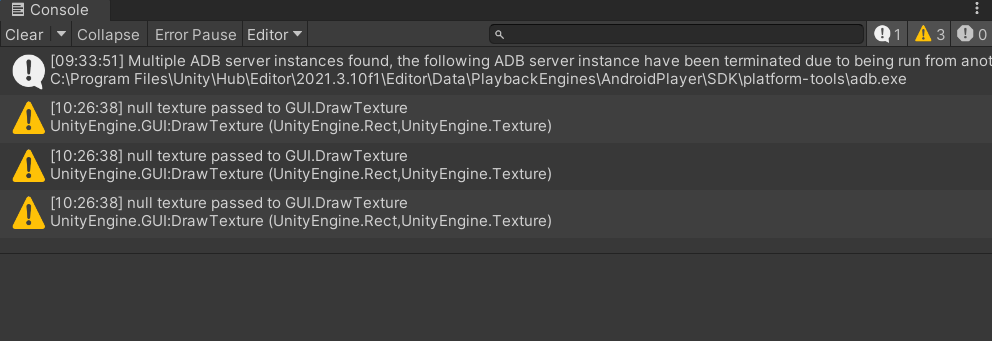 Console
Clear Collapse Error Pause Editor 1 3 0
[09:33:51] Multiple ADB server instances found, the following ADB server instance have been terminated due to being run from
C:\Program Files\Unity\Hub\Editor\2021.3.10f1\Editor\Data\PlaybackEngines\AndroidPlayer\SDK\platform-tools\adb.exe
[10:26:38] null texture passed to GUI.DrawTexture
UnityEngine.GUI:DrawTexture (UnityEngine.Rect,UnityEngine.Texture)
[10:26:38] null texture passed to GUI.DrawTexture
UnityEngine.GUI:DrawTexture (UnityEngine.Rect,UnityEngine.Texture)
[10:26:38] null texture passed to GUI.DrawTexture
UnityEngine.GUI:DrawTexture (UnityEngine.Rect,UnityEngine.Texture)